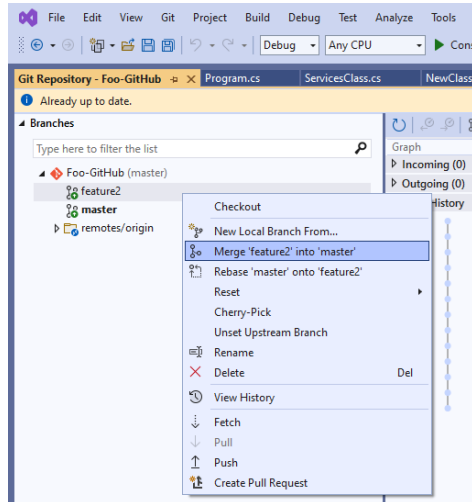 File Edit View Git Project Build Debug Test Analyze Tools
Debug Any CPU
Git Repository - Foo-GitHub Program.cs ServicesClass.cs NewClass
Already up to date.
Branches
Type here to filter the list
Graph
Foo-GitHub (master)
Incoming (0)
feature2
Outgoing (0)
master
History
remotes/origin
Checkout
New Local Branch From...
Merge 'feature2' into 'master'
Rebase 'master' onto 'feature2'
Reset
Cherry-Pick
Unset Upstream Branch
Rename
Delete Del
View History
Fetch
Pull
Push
Create Pull Request